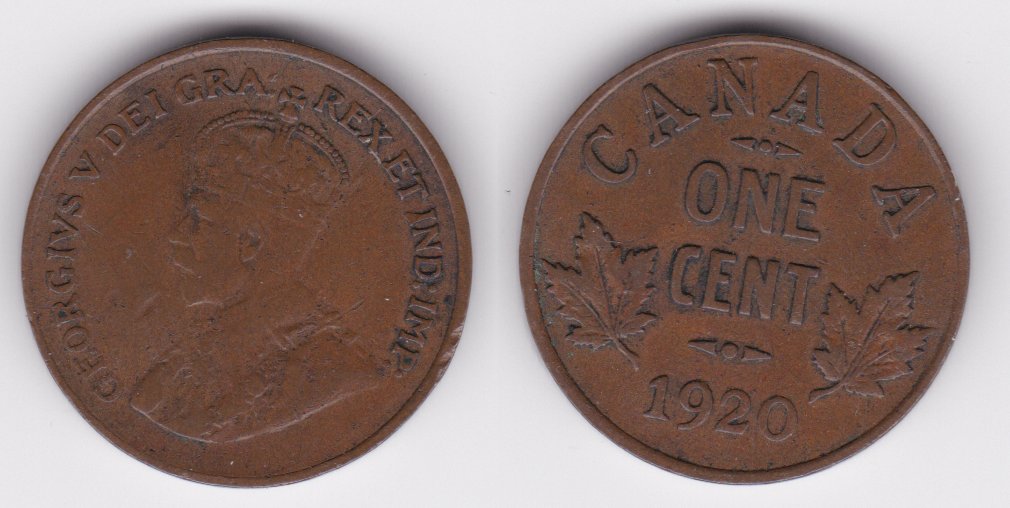 GEORGIVS V DEI GRA: REX ET IND: IMP:
CANADA
ONE
CENT
1920